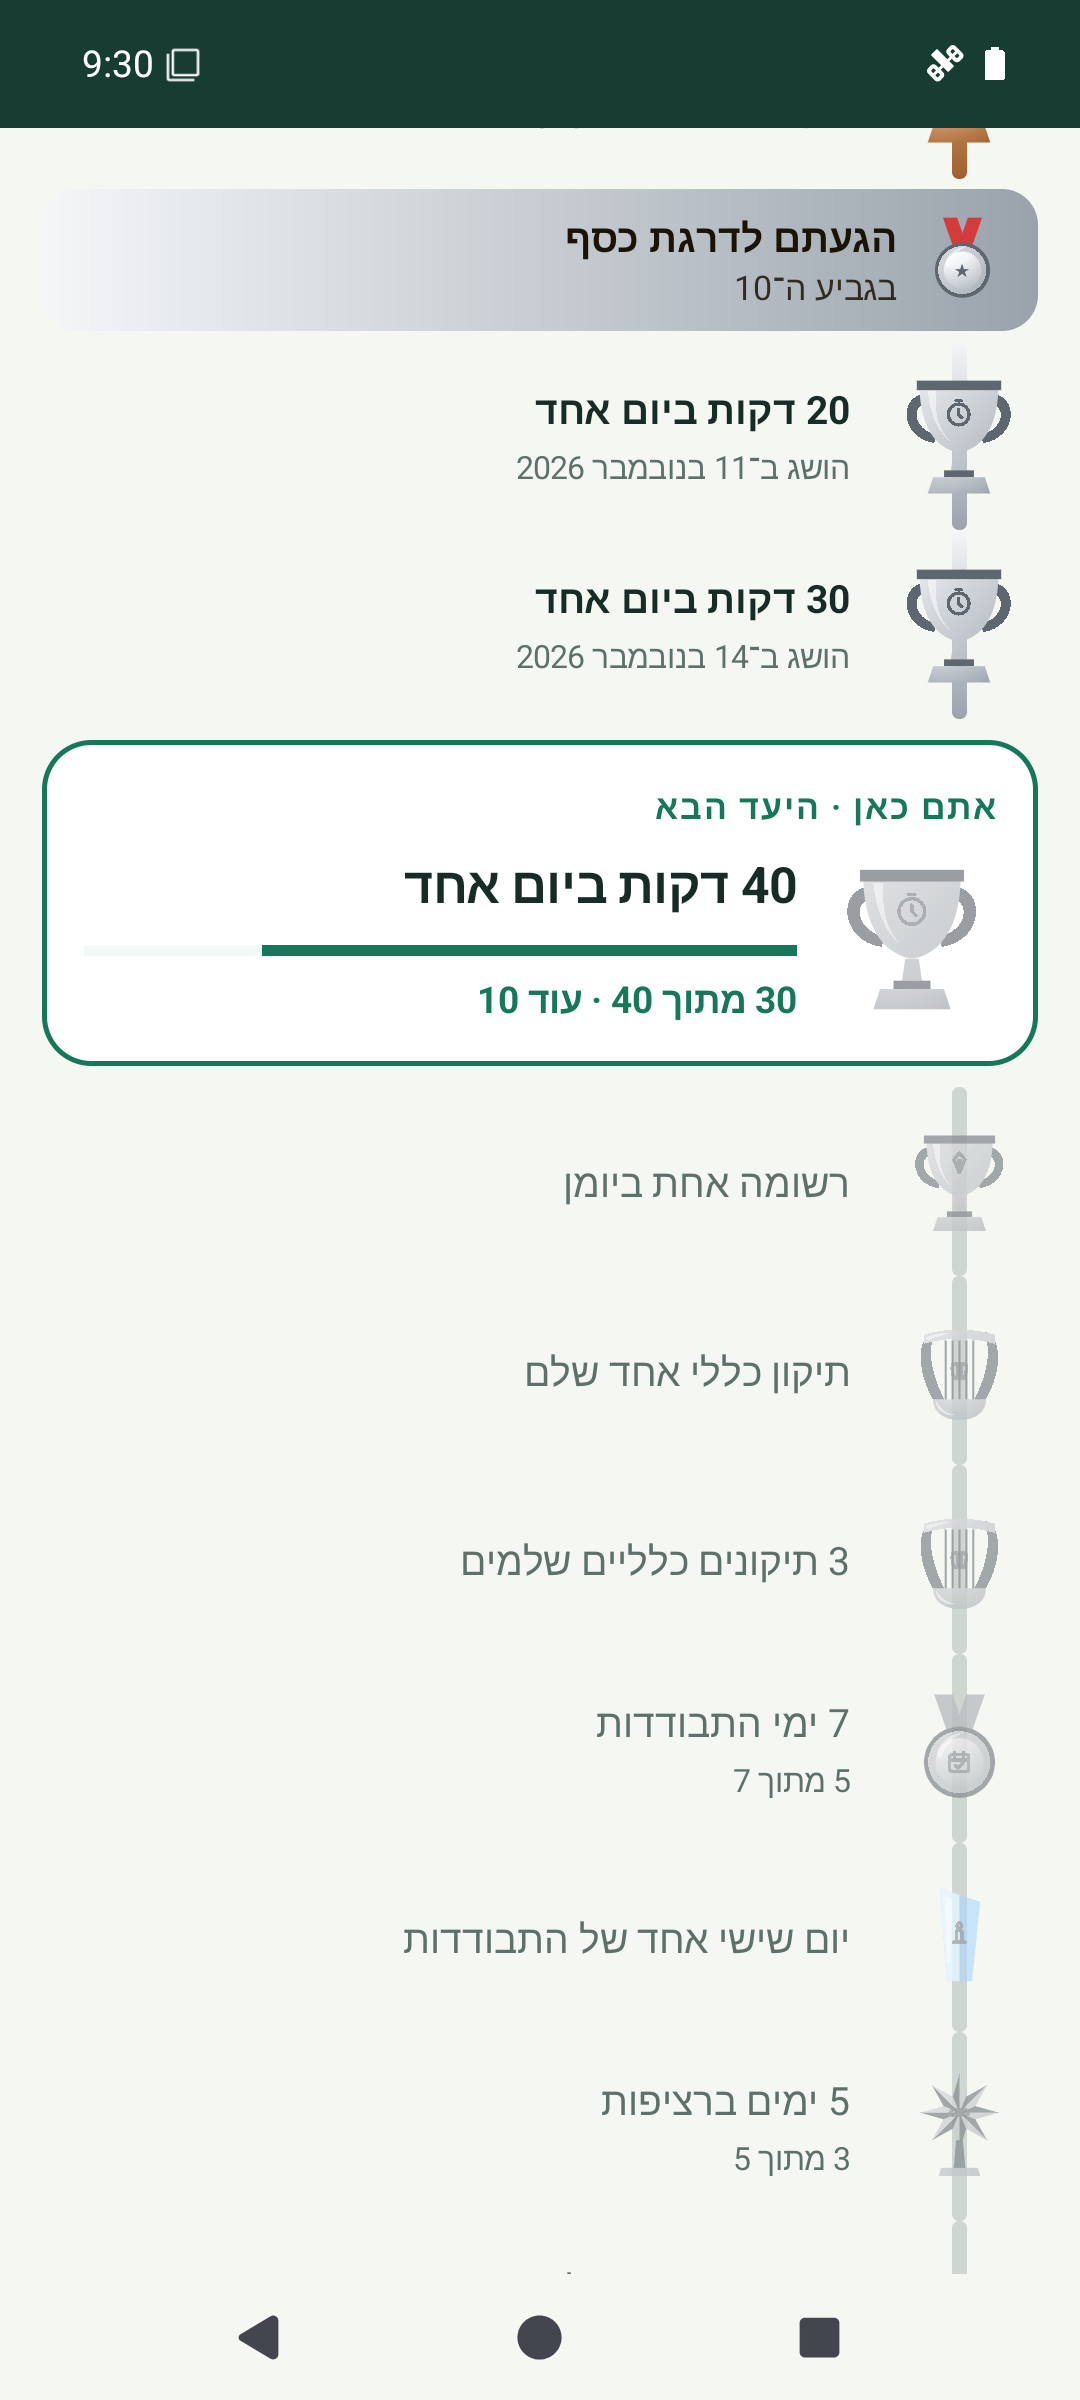 9:30
הגעתם לדרגת כסף
בגביע ה־10
20 דקות ביום אחד
הושג ב־11 בנובמבר 2026
30 דקות ביום אחד
הושג ב־14 בנובמבר 2026
אתם כאן · היעד הבא
40 דקות ביום אחד
30 מתוך 40 · עוד 10
רשומה אחת ביומן
תיקון כללי אחד שלם
3 תיקונים כלליים שלמים
7 ימי התבודדות
5 מתוך 7
יום שישי אחד של התבודדות
5 ימים ברציפות
3 מתוך 5